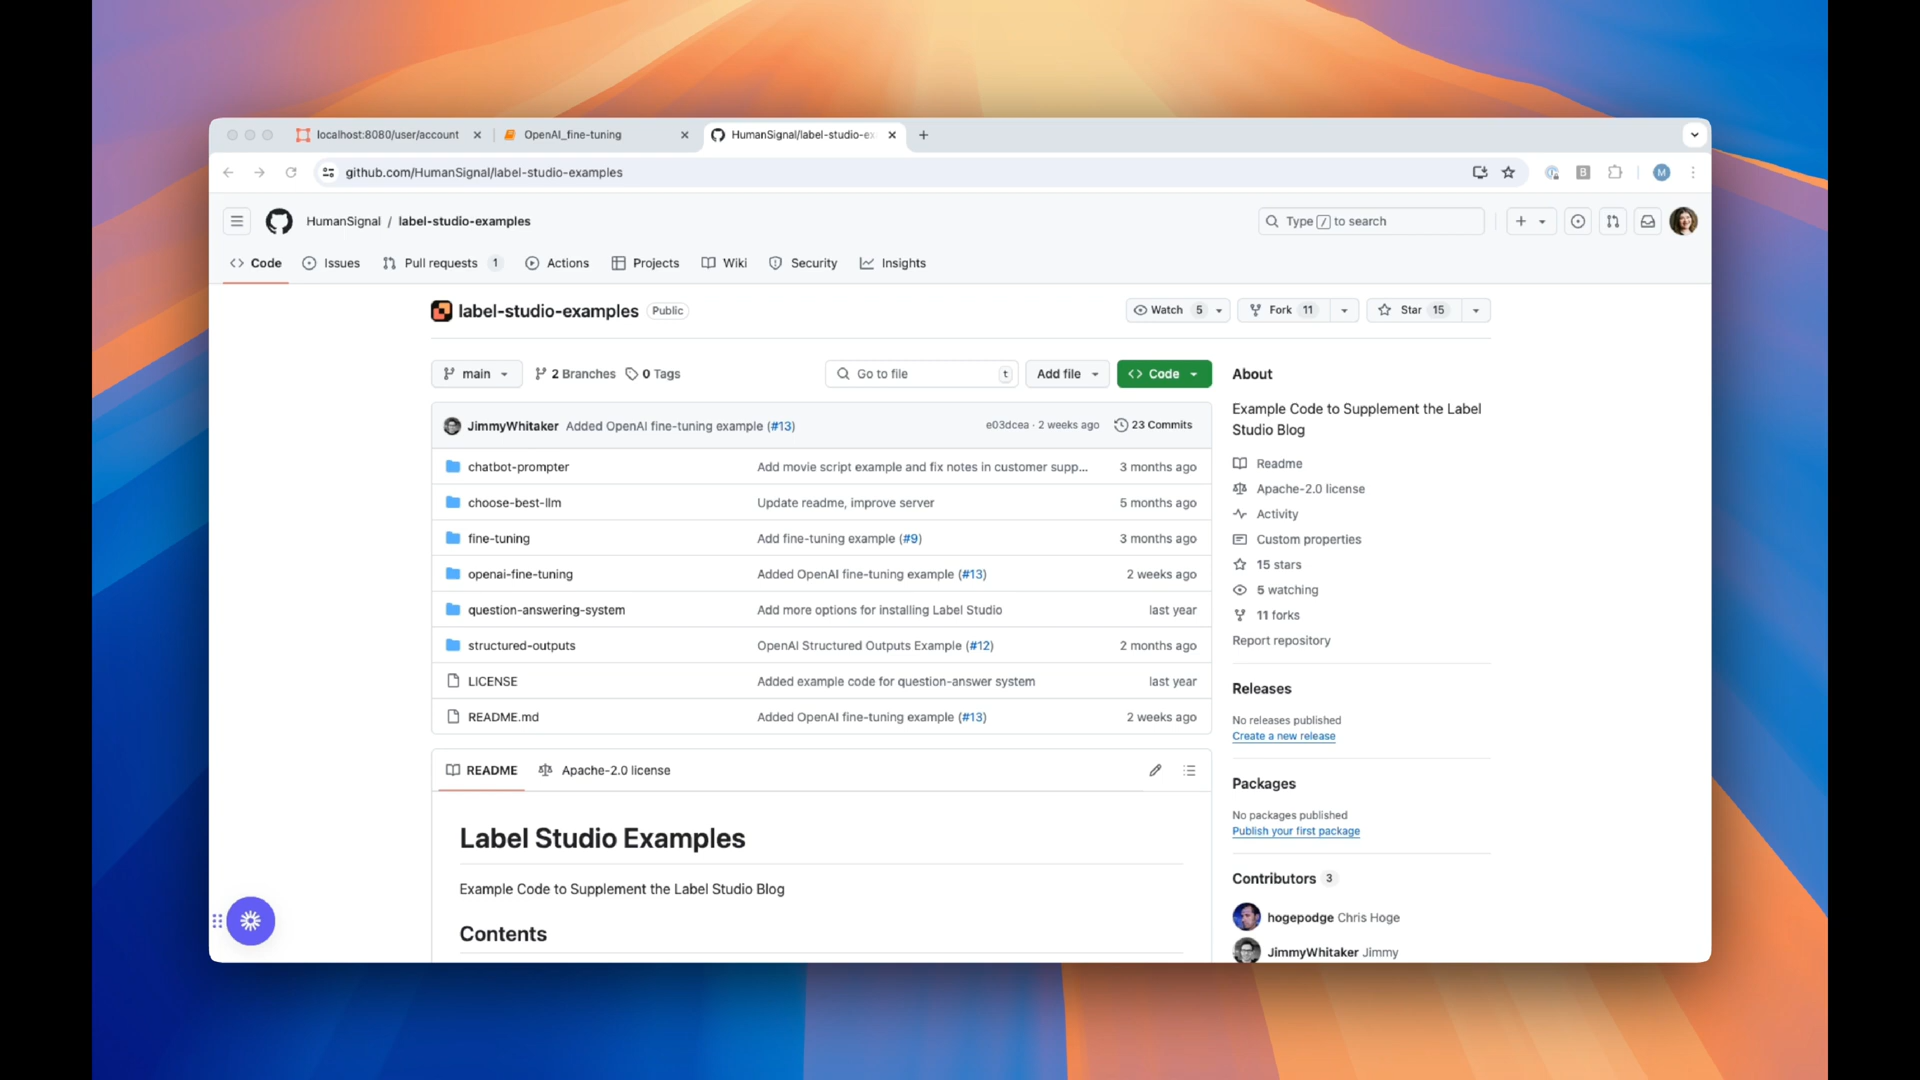 localhost:8080/user/account
OpenAI_fine-tuning
HumanSignal/label-studio-ex
github.com/HumanSignal/label-studio-examples
B
M
HumanSignal / label-studio-examples
Type / to search
Code
Issues
Pull requests 1
Actions
Projects
Wiki
Security
Insights
label-studio-examples Public
Watch 5
Fork 11
Star 15
main
2 Branches
0 Tags
Go to file t
Add file
Code
JimmyWhitaker Added OpenAI fine-tuning example (#13) e03dcea · 2 weeks ago 23 Commits
chatbot-prompter Add movie script example and fix notes in customer supp... 3 months ago
choose-best-llm Update readme, improve server 5 months ago
fine-tuning Add fine-tuning example (#9) 3 months ago
openai-fine-tuning Added OpenAI fine-tuning example (#13) 2 weeks ago
question-answering-system Add more options for installing Label Studio last year
structured-outputs OpenAI Structured Outputs Example (#12) 2 months ago
LICENSE Added example code for question-answer system last year
README.md Added OpenAI fine-tuning example (#13) 2 weeks ago
README
Apache-2.0 license
Label Studio Examples
Example Code to Supplement the Label Studio Blog
Contents
About
Example Code to Supplement the Label
Studio Blog
Readme
Apache-2.0 license
Activity
Custom properties
15 stars
5 watching
11 forks
Report repository
Releases
No releases published
Create a new release
Packages
No packages published
Publish your first package
Contributors 3
hogepodge Chris Hoge
JimmyWhitaker Jimmy